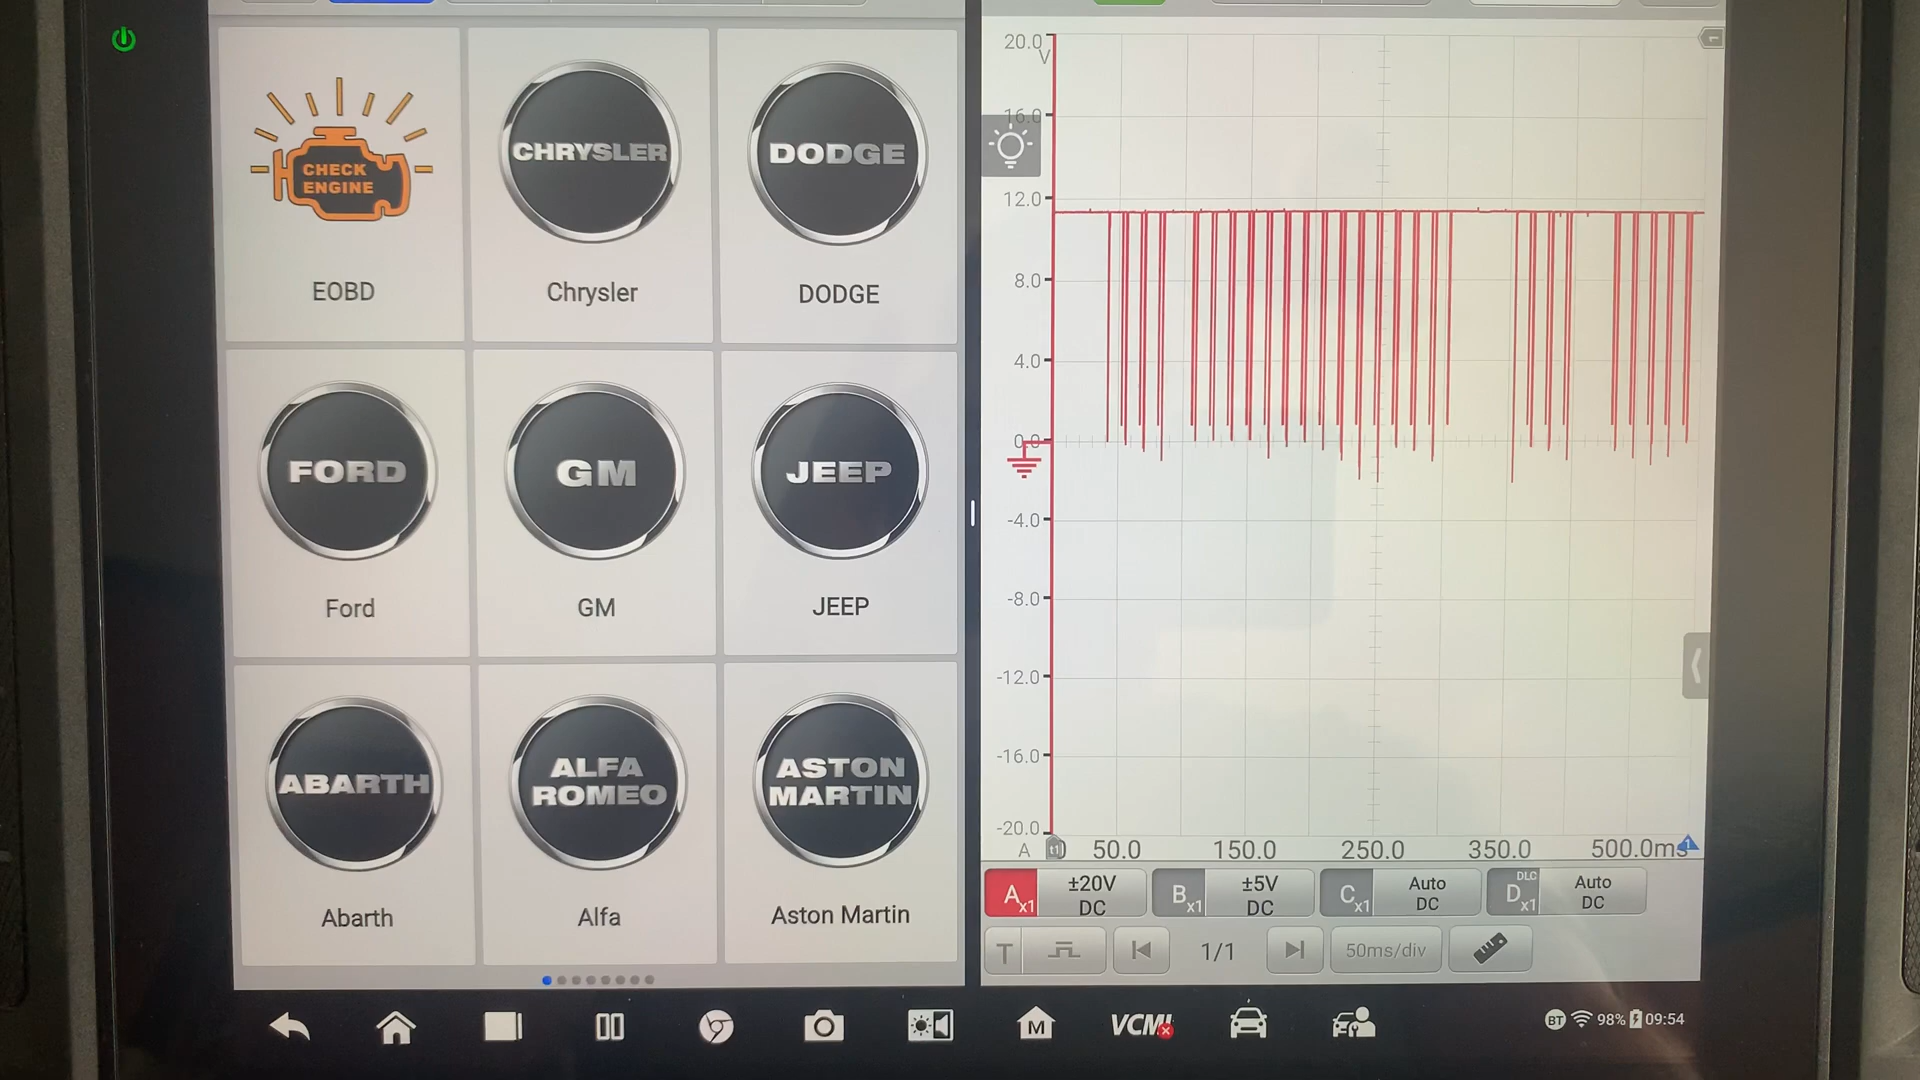 CHECK
ENGINE
EOBD
CHRYSLER
Chrysler
DODGE
DODGE
FORD
Ford
GM
GM
JEEP
JEEP
ABARTH
Abarth
ALFA
ROMEO
Alfa
ASTON
MARTIN
Aston Martin
20.0
V
16.0
12.0
8.0
4.0
0.0
-4.0
-8.0
-12.0
-16.0
-20.0
A t1 0 50.0 150.0 250.0 350.0 500.0ms 1
A x1 ±20V DC
B x1 ±5V DC
C x1 Auto DC
DLC D x1 Auto DC
T 1/1 50ms/div
M VCMI BT 98% 09:54